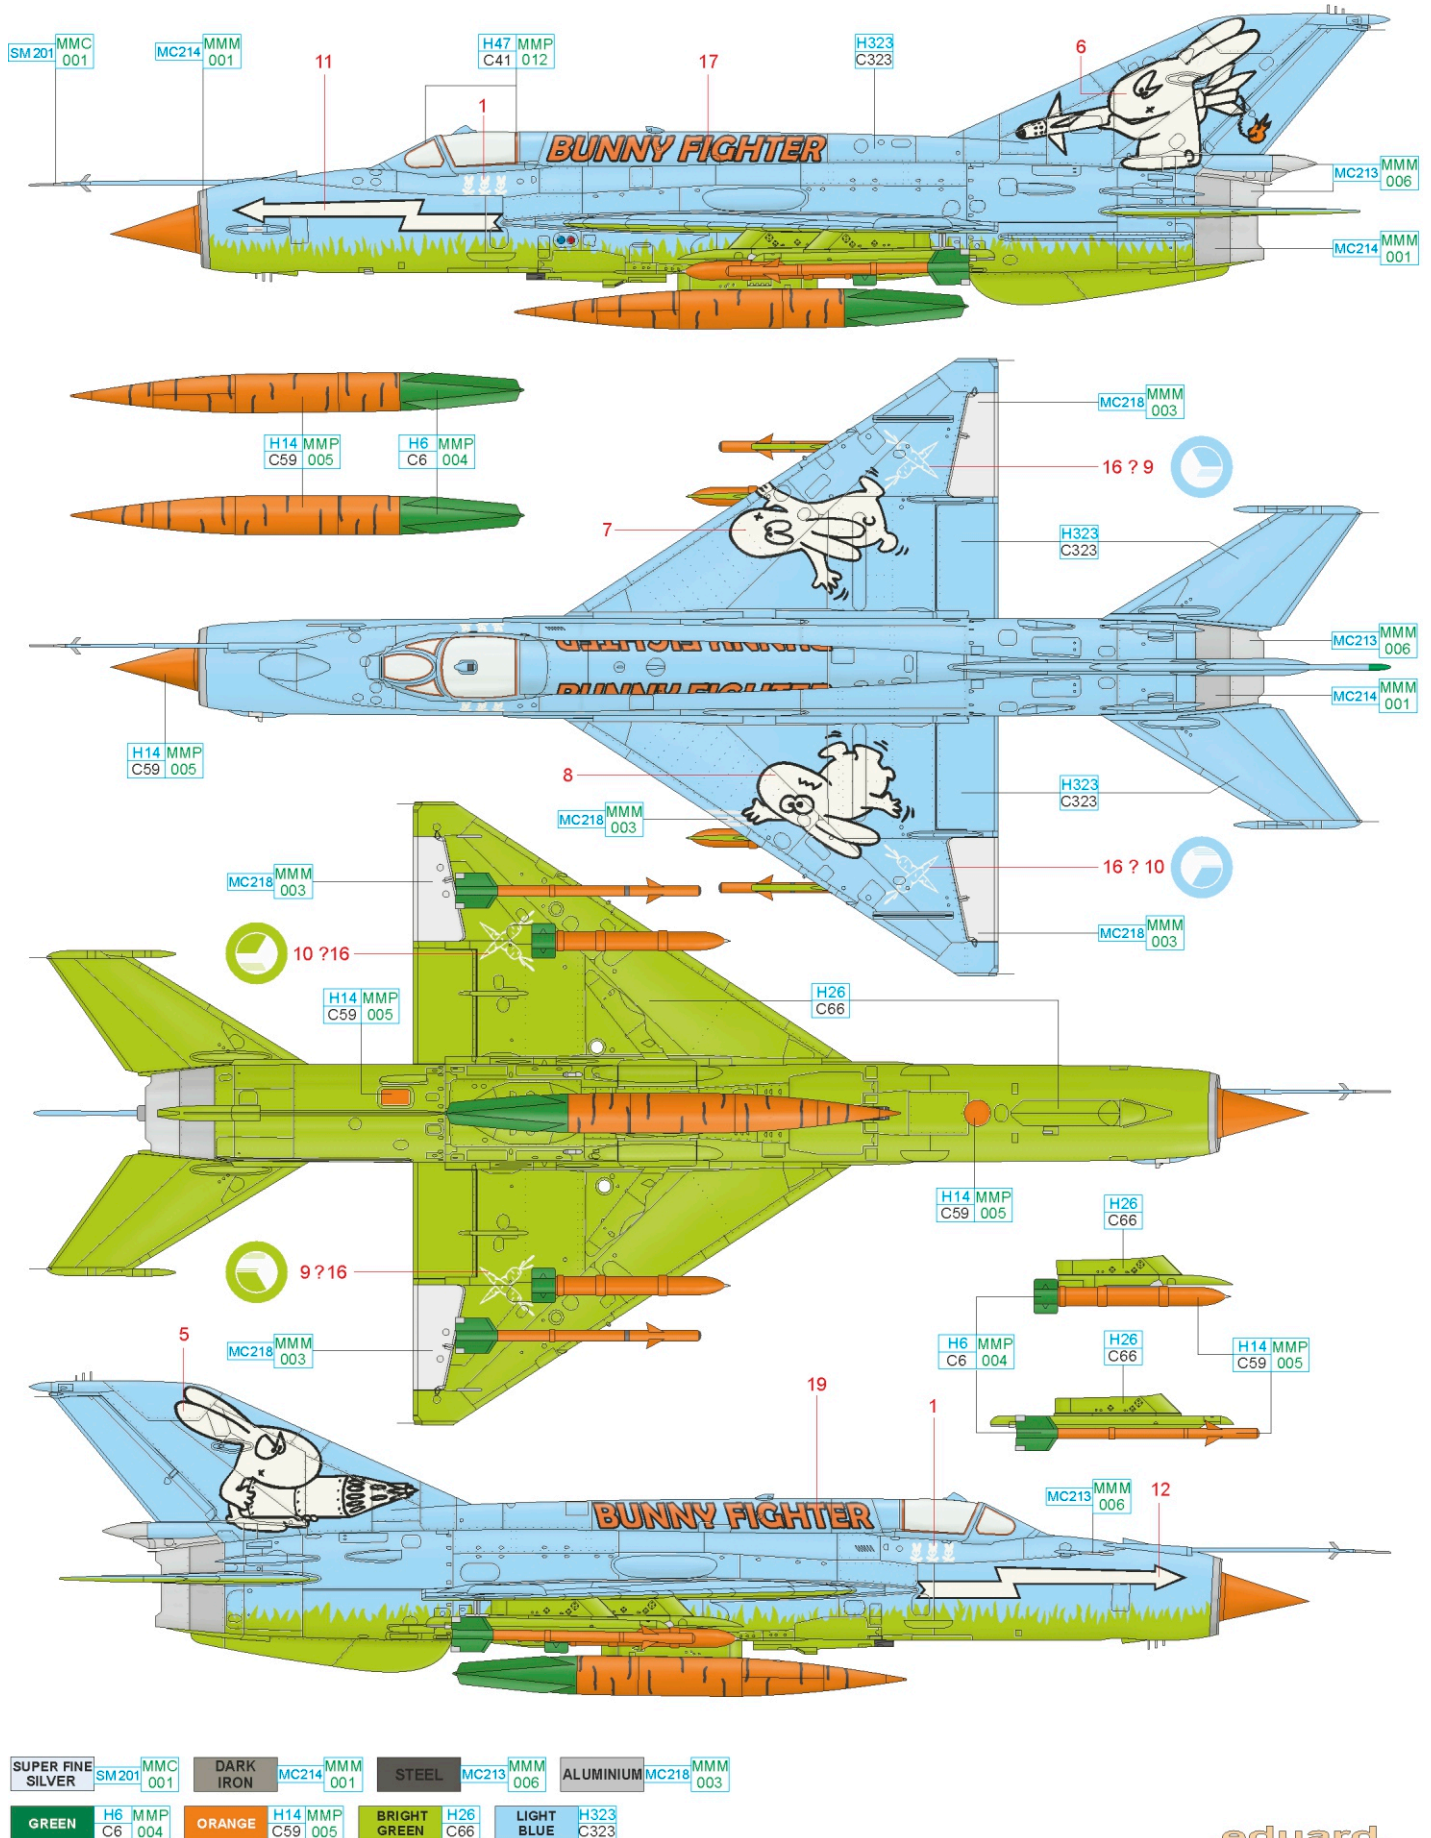 SM 201 MMC 001
MC214 MMM 001
11
H47 C41 MMP 012
1
17
H323 C323
6
BUNNY FIGHTER
MC213 MMM 006
MC214 MMM 001
H14 C59 MMP 005
H6 C6 MMP 004
MC218 MMM 003
16 ? 9
7
H323 C323
BUNNY FIGHTER
BUNNY FIGHTER
MC213 MMM 006
MC214 MMM 001
H14 C59 MMP 005
8
H323 C323
MC218 MMM 003
16 ? 10
MC218 MMM 003
MC218 MMM 003
10 ?16
H14 C59 MMP 005
H26 C66
H14 C59 MMP 005
H26 C66
9 ?16
5
MC218 MMM 003
H6 C6 MMP 004
H26 C66
H14 C59 MMP 005
19
1
MC213 MMM 006
12
BUNNY FIGHTER
SUPER FINE SILVER SM201 MMC 001
DARK IRON MC214 MMM 001
STEEL MC213 MMM 006
ALUMINIUM MC218 MMM 003
GREEN H6 C6 MMP 004
ORANGE H14 C59 MMP 005
BRIGHT GREEN H26 C66
LIGHT BLUE H323 C323
eduard